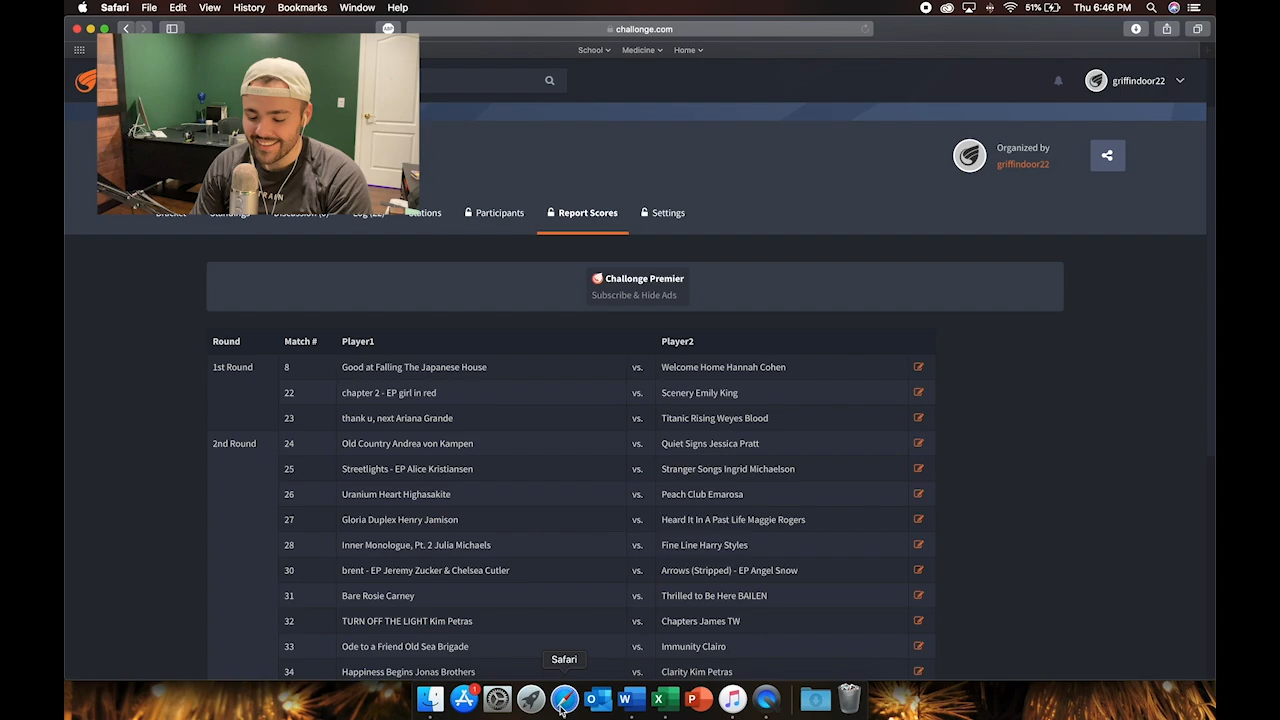 Safari File Edit View History Bookmarks Window Help 51% Thu 6:46 PM
ABP challonge.com
School Medicine Home
griffindoor22
Organized by
griffindoor22
TRAIN
Participants Report Scores Settings
Challonge Premier
Subscribe & Hide Ads
Round Match # Player1 Player2
1st Round 8 Good at Falling The Japanese House vs. Welcome Home Hannah Cohen
22 chapter 2 - EP girl in red vs. Scenery Emily King
23 thank u, next Ariana Grande vs. Titanic Rising Weyes Blood
2nd Round 24 Old Country Andrea von Kampen vs. Quiet Signs Jessica Pratt
25 Streetlights - EP Alice Kristiansen vs. Stranger Songs Ingrid Michaelson
26 Uranium Heart Highasakite vs. Peach Club Emarosa
27 Gloria Duplex Henry Jamison vs. Heard It In A Past Life Maggie Rogers
28 Inner Monologue, Pt. 2 Julia Michaels vs. Fine Line Harry Styles
30 brent - EP Jeremy Zucker & Chelsea Cutler vs. Arrows (Stripped) - EP Angel Snow
31 Bare Rosie Carney vs. Thrilled to Be Here BAILEN
32 TURN OFF THE LIGHT Kim Petras vs. Chapters James TW
33 Ode to a Friend Old Sea Brigade vs. Immunity Clairo
34 Happiness Begins Jonas Brothers vs. Clarity Kim Petras
Safari
1 O W X P